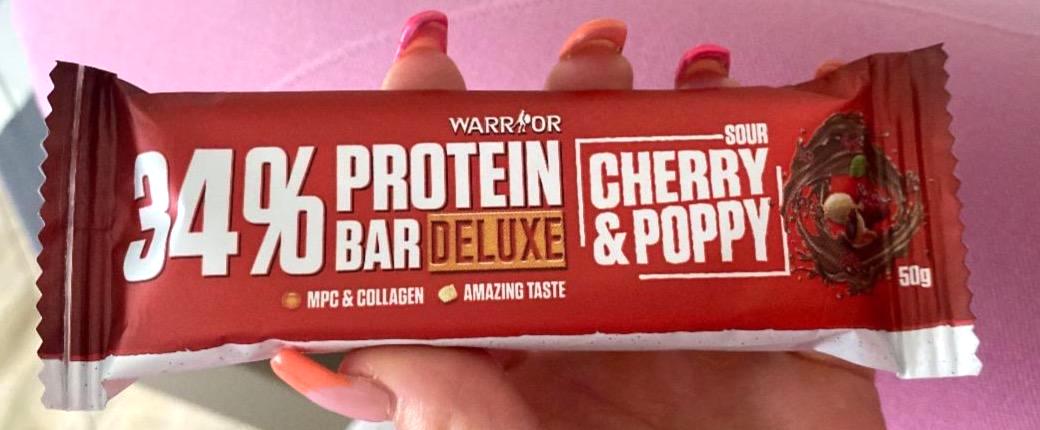 WARRIOR
34% PROTEIN
BAR DELUXE
MPC & COLLAGEN AMAZING TASTE
SOUR
CHERRY
& POPPY
50g